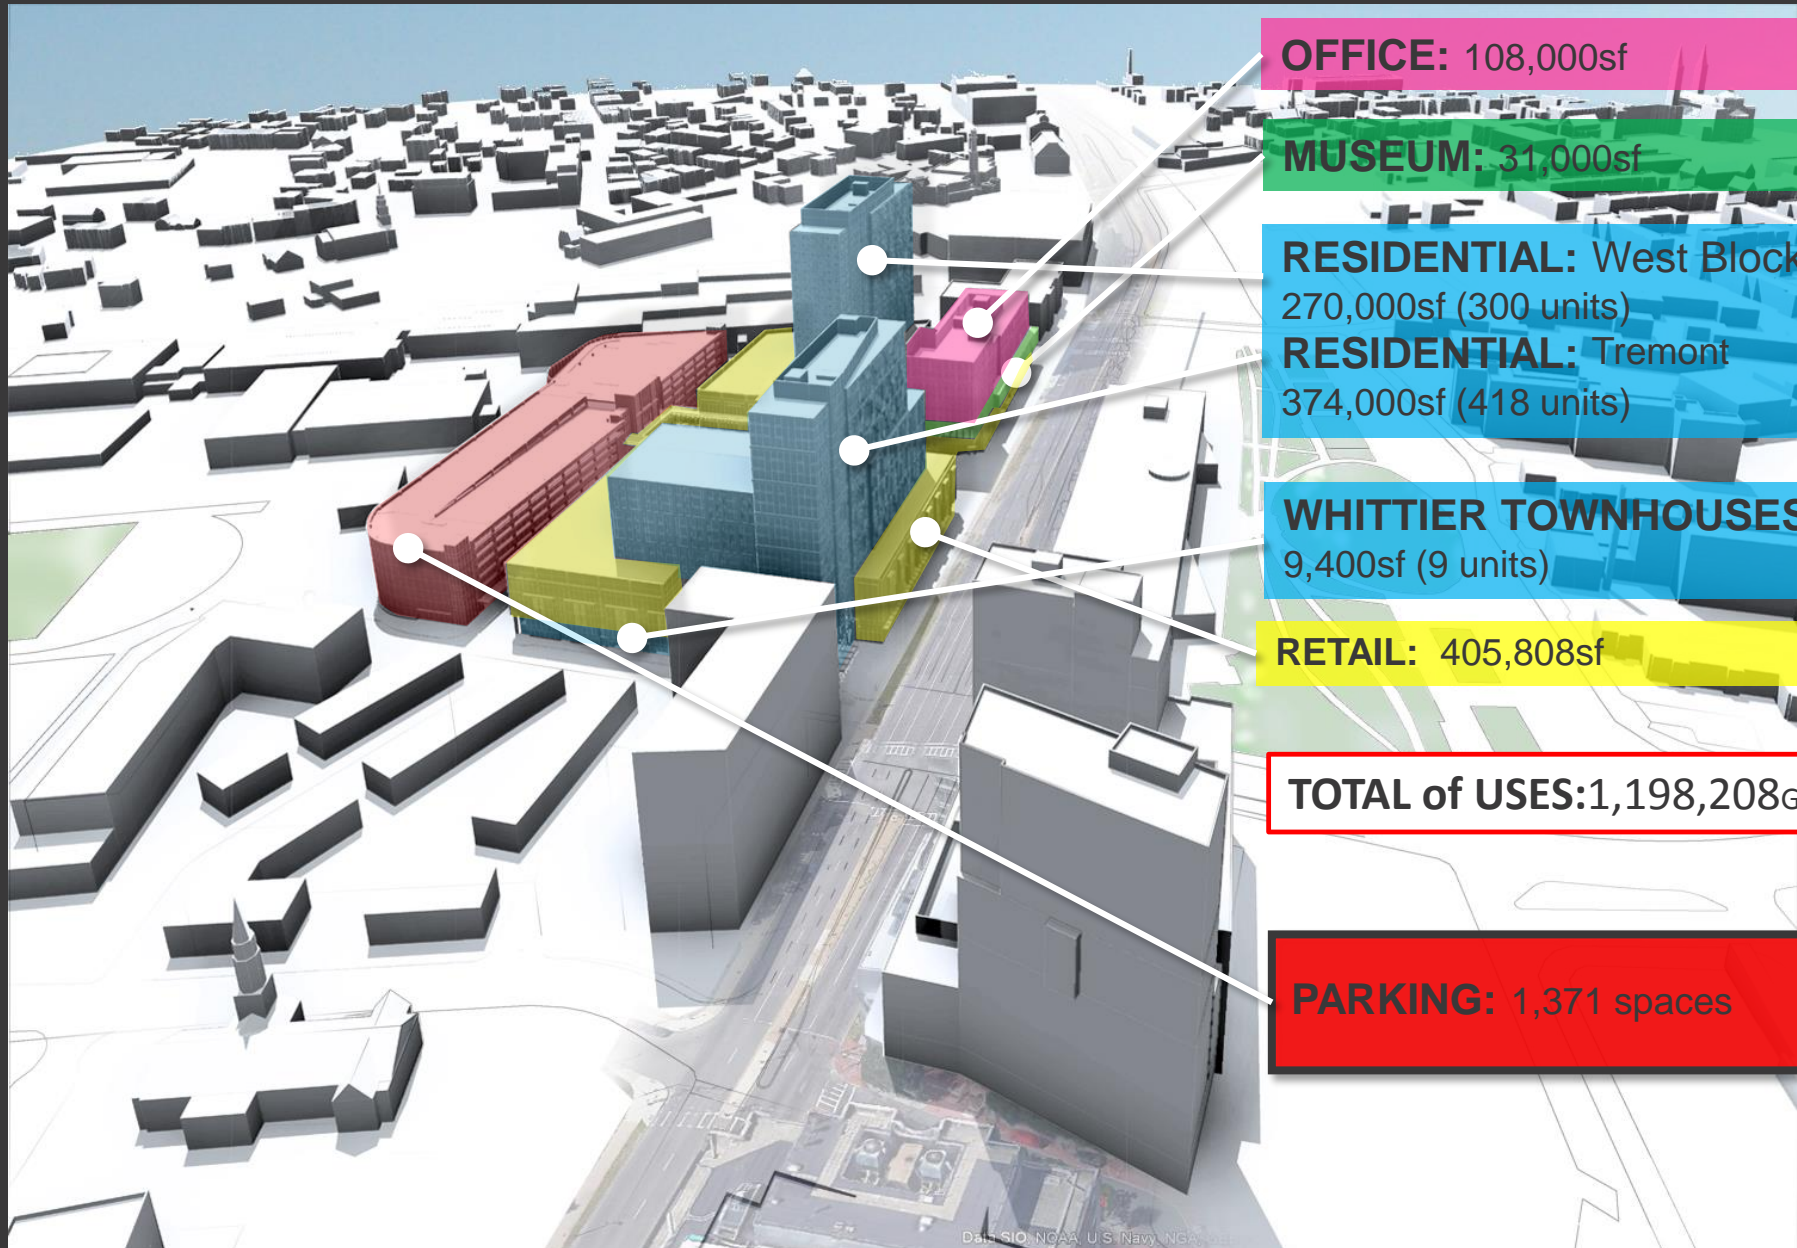 OFFICE: 108,000sf
MUSEUM: 31,000sf
RESIDENTIAL: West Block
270,000sf (300 units)
RESIDENTIAL: Tremont
374,000sf (418 units)
WHITTIER TOWNHOUSES
9,400sf (9 units)
RETAIL: 405,808sf
TOTAL of USES:1,198,208G
PARKING: 1,371 spaces
Data SIO, NOAA, U.S. Navy, NGA,